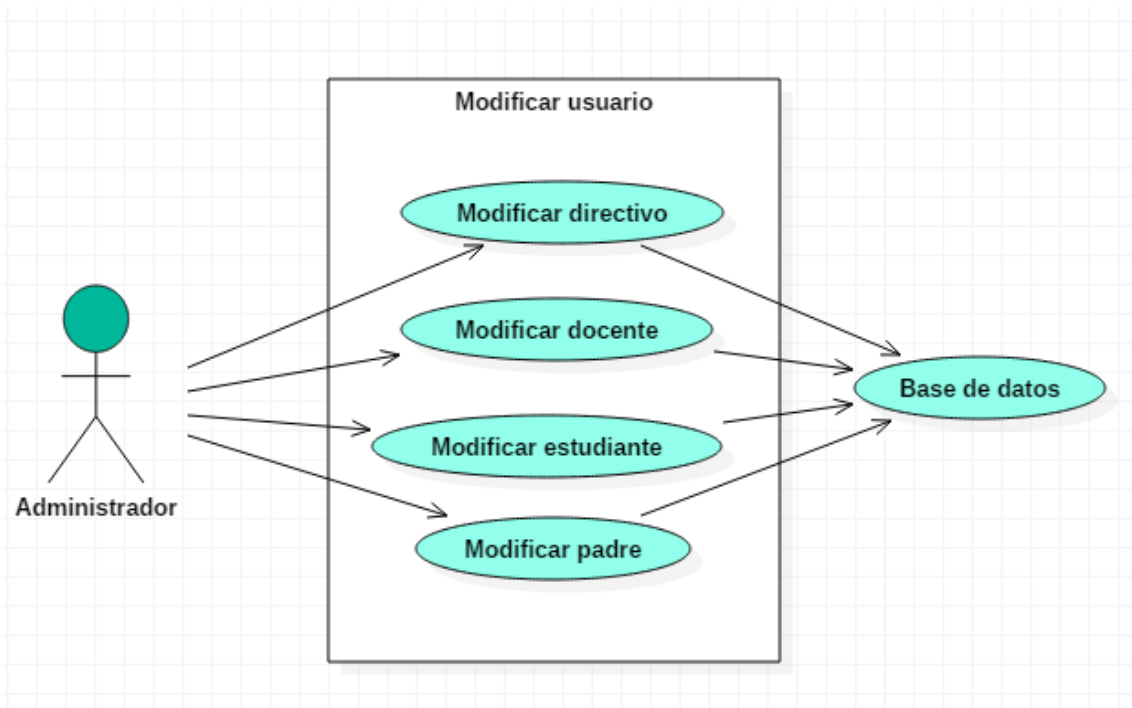 Modificar usuario
Modificar directivo
Modificar docente
Base de datos
Modificar estudiante
Administrador
Modificar padre